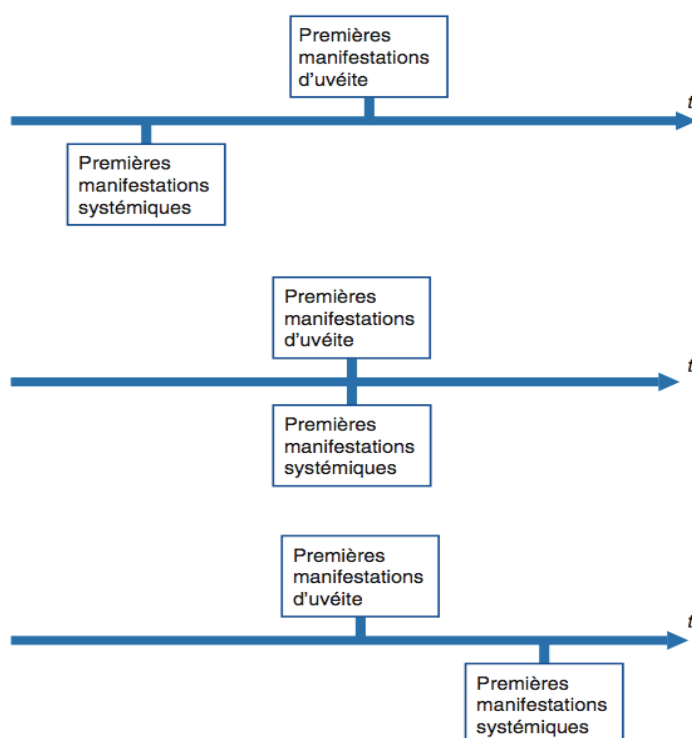 Premières
manifestations
d'uvéite
t
Premières
manifestations
systémiques
Premières
manifestations
d'uvéite
t
Premières
manifestations
systémiques
Premières
manifestations
d'uvéite
t
Premières
manifestations
systémiques